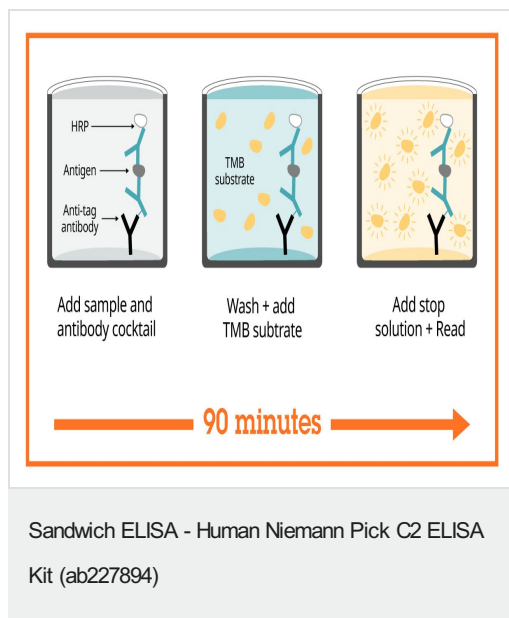 HRP
Antigen
Anti-tag
antibody
TMB
substrate
Add sample and
antibody cocktail
Wash + add
TMB subtrate
Add stop
solution + Read
90 minutes
Sandwich ELISA - Human Niemann Pick C2 ELISA
Kit (ab227894)